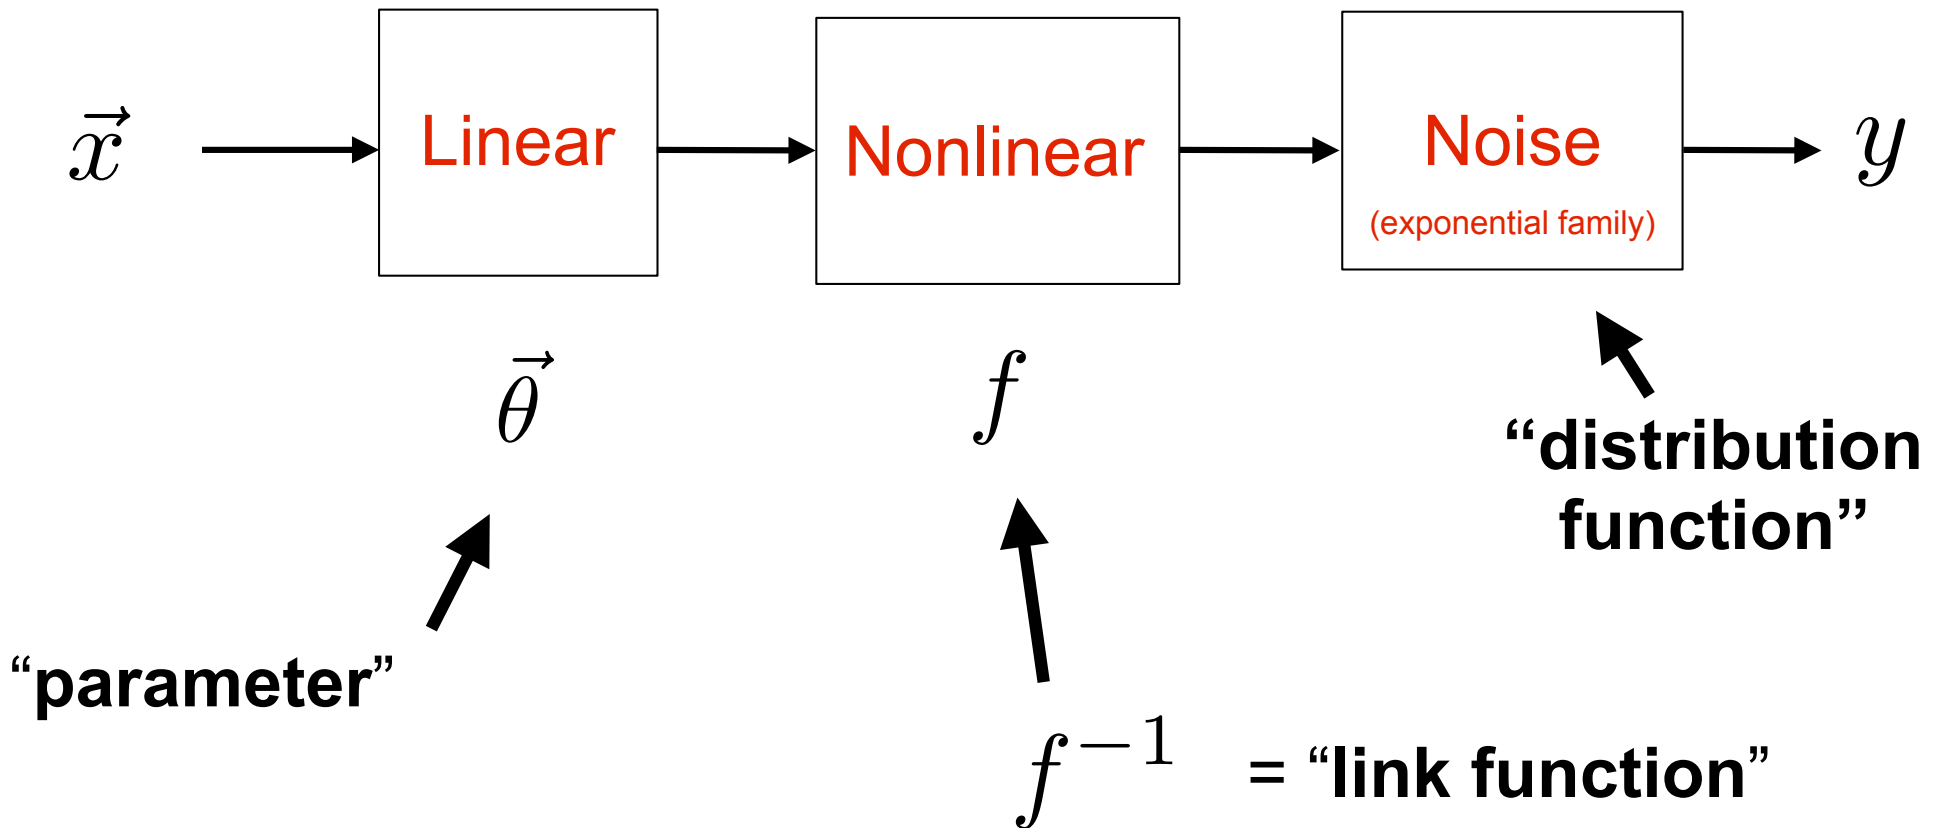 x⃗
Linear
Nonlinear
Noise
(exponential family)
y
θ⃗
f
“distribution
function”
“parameter”
f⁻¹ = “link function”